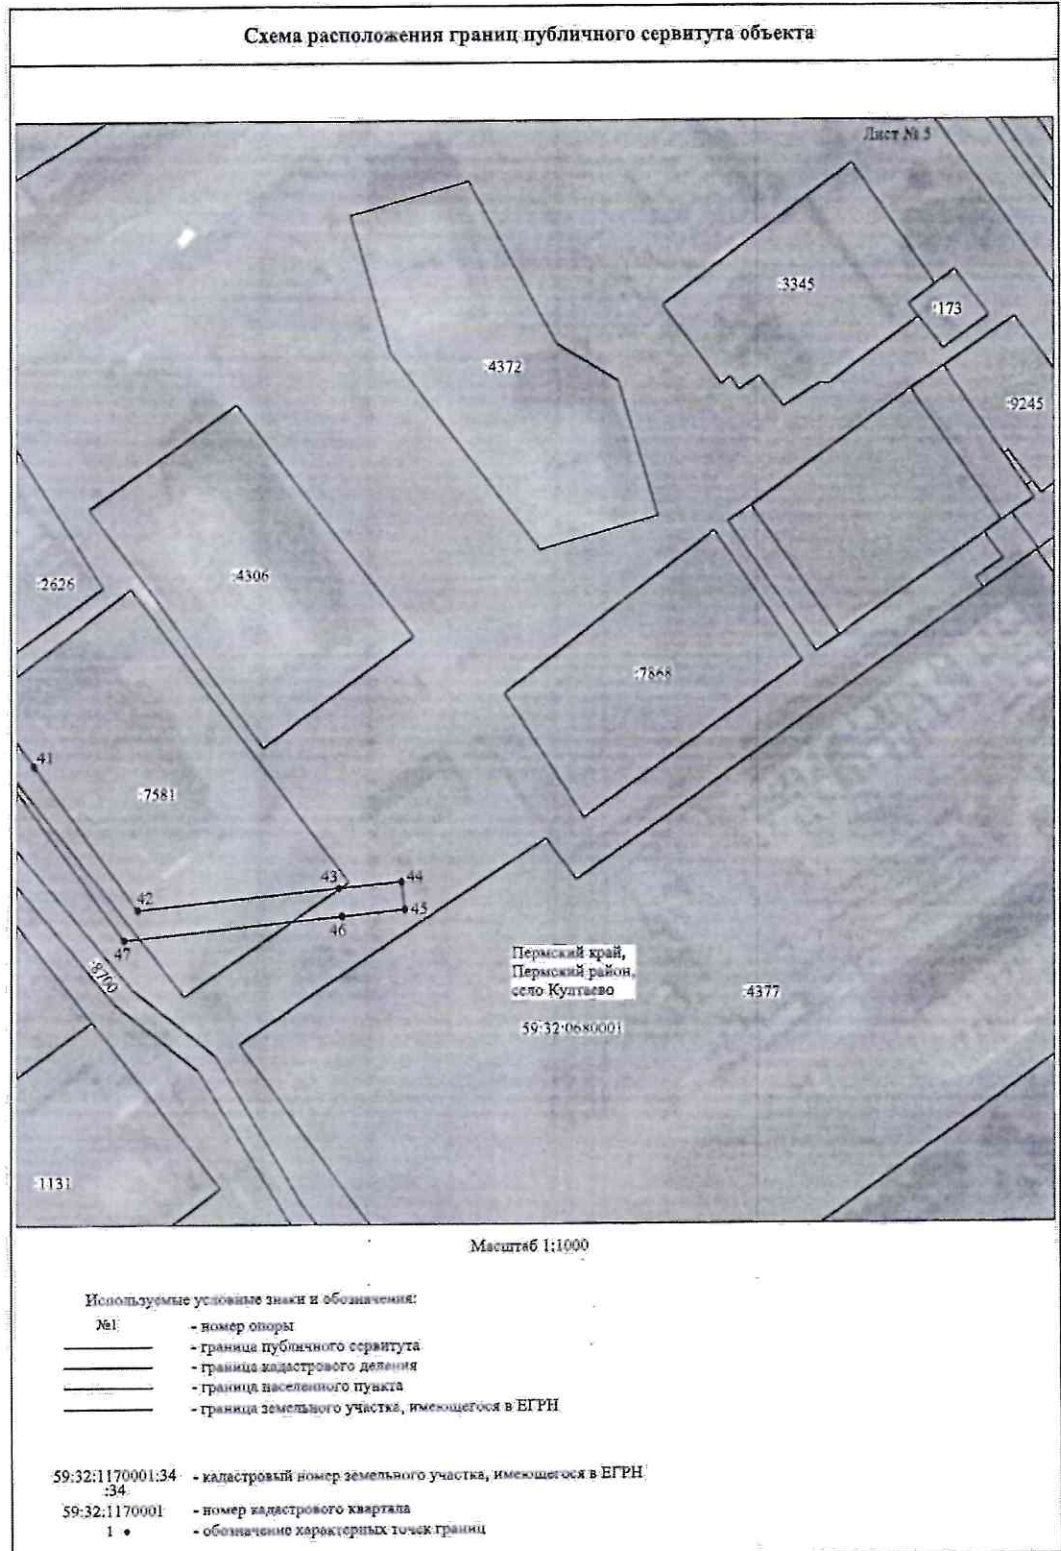 Схема расположения границ публичного сервитута объекта
Лист № 5
:3345
:173
:4372
:9245
:2626
:4306
:7868
41
:7581
43
44
42
45
46
47
:8700
Пермский край,
Пермский район,
село Култаево
:4377
59:32:0680001
:1131
Масштаб 1:1000
Используемые условные знаки и обозначения:
№1 - номер опоры
- граница публичного сервитута
- граница кадастрового деления
- граница населенного пункта
- граница земельного участка, имеющегося в ЕГРН
59:32:1170001:34 - кадастровый номер земельного участка, имеющегося в ЕГРН
:34
59:32:1170001 - номер кадастрового квартала
1 • - обозначение характерных точек границ